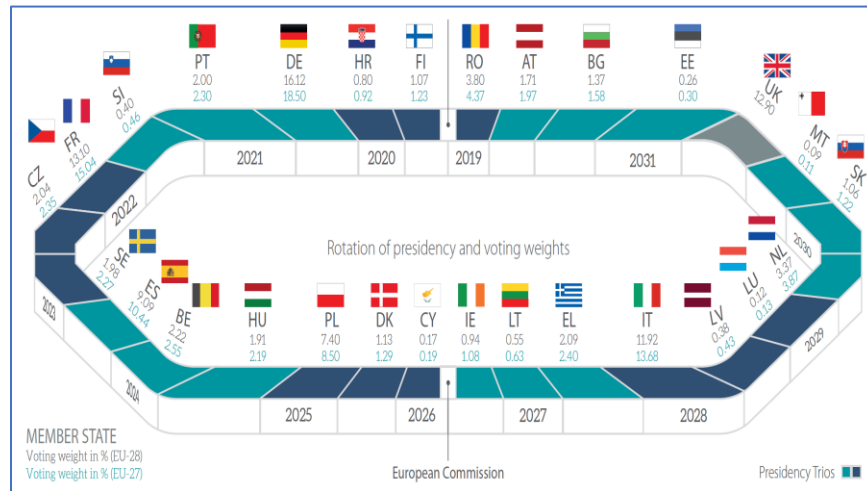 PT
2.00
2.30
DE
16.12
18.50
HR
0.80
0.92
FI
1.07
1.23
RO
3.80
4.37
AT
1.71
1.97
BG
1.37
1.58
EE
0.26
0.30
UK
12.90
MT
0.09
0.11
SK
1.06
1.22
SI
0.40
0.46
FR
13.10
15.04
CZ
2.04
2.35
2021
2020
2019
2031
2022
2030
Rotation of presidency and voting weights
SE
1.98
2.27
ES
9.09
10.44
BE
2.22
2.55
HU
1.91
2.19
PL
7.40
8.50
DK
1.13
1.29
CY
0.17
0.19
IE
0.94
1.08
LT
0.55
0.63
EL
2.09
2.40
IT
11.92
13.68
LV
0.38
0.43
LU
0.12
0.13
NL
3.37
3.87
2023
2029
2024
2025
2026
2027
2028
MEMBER STATE
Voting weight in % (EU-28)
Voting weight in % (EU-27)
European Commission
Presidency Trios